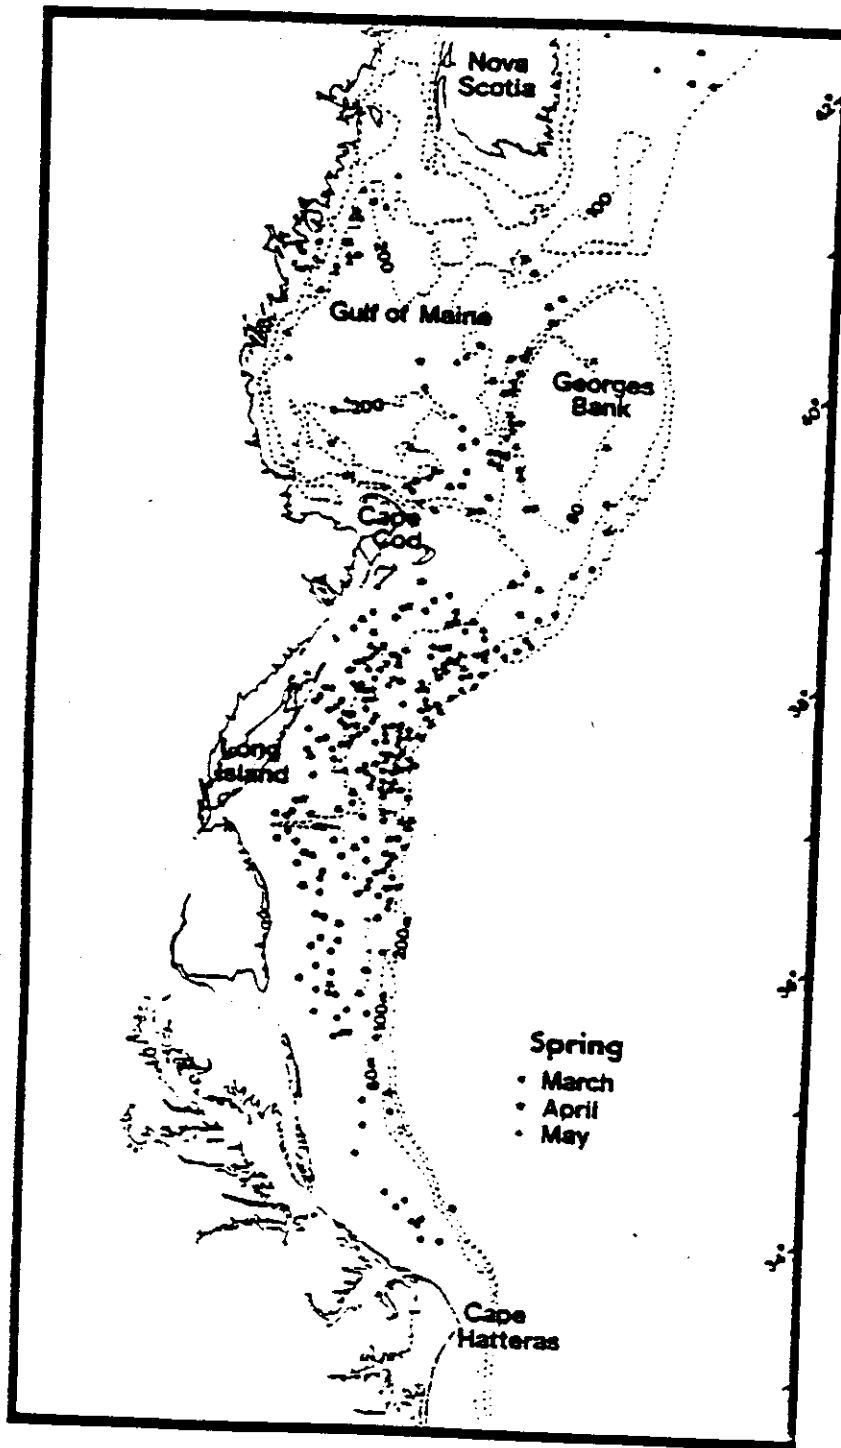 Nova
Scotia
100
200
Gulf of Maine
Georges
Bank
200
60
Cape
Cod
Long
Island
200m
100m
60m
Spring
• March
• April
• May
Cape
Hatteras